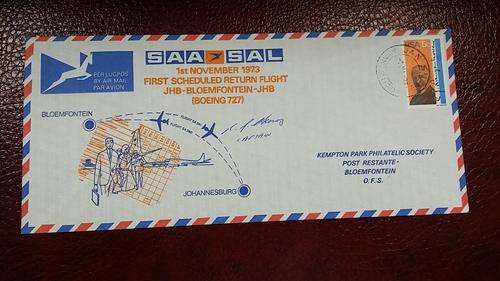 SAA SAL
PER LUGPOS
BY AIR MAIL
PAR AVION
1st NOVEMBER 1973
FIRST SCHEDULED RETURN FLIGHT
JHB-BLOEMFONTEIN-JHB
(BOEING 727)
BLOEMFONTEIN
CAPTAIN
JOHANNESBURG
KEMPTON PARK PHILATELIC SOCIETY
POST RESTANTE-
BLOEMFONTEIN
O.F.S.